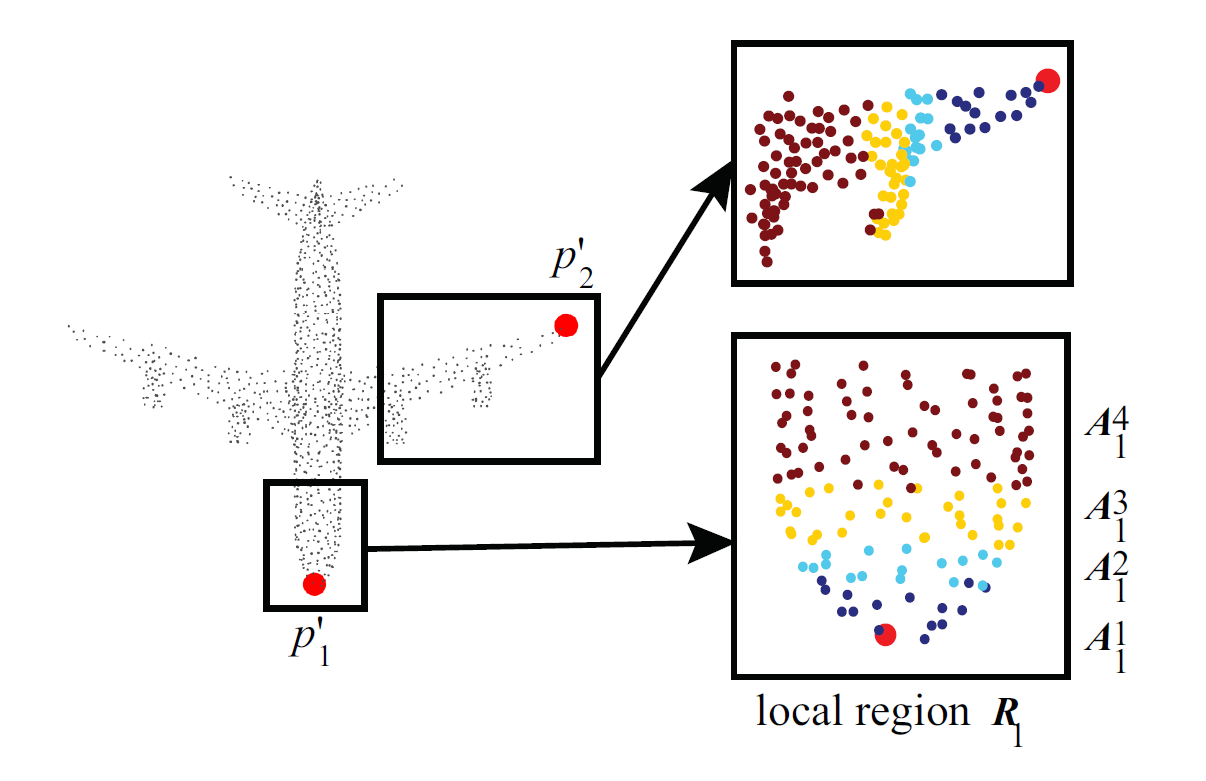 p'₂
p'₁
A⁴₁
A³₁
A²₁
A¹₁
local region R₁